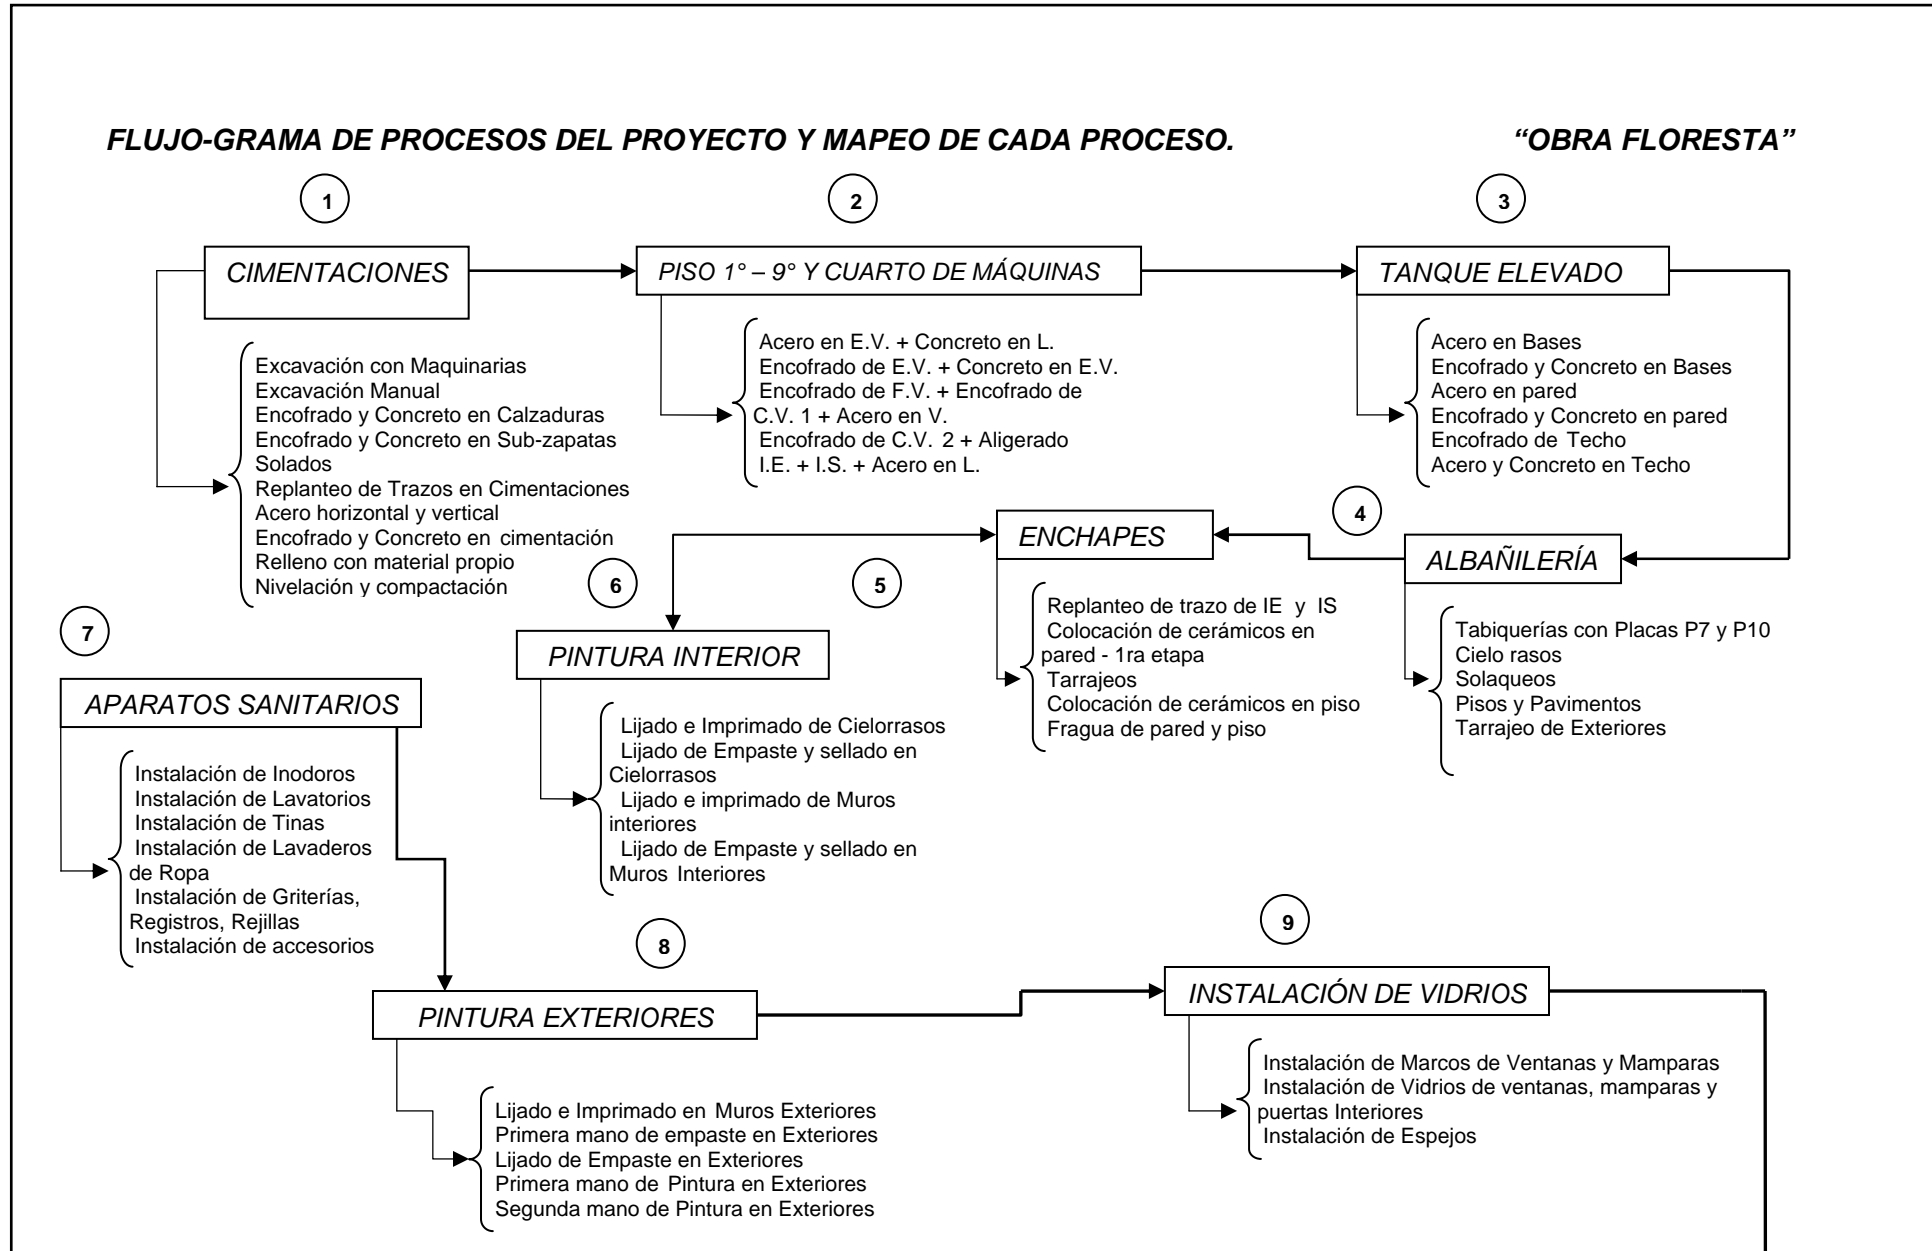 FLUJO-GRAMA DE PROCESOS DEL PROYECTO Y MAPEO DE CADA PROCESO. “OBRA FLORESTA”
1
CIMENTACIONES
Excavación con Maquinarias
Excavación Manual
Encofrado y Concreto en Calzaduras
Encofrado y Concreto en Sub-zapatas
Solados
Replanteo de Trazos en Cimentaciones
Acero horizontal y vertical
Encofrado y Concreto en cimentación
Relleno con material propio
Nivelación y compactación
2
PISO 1° – 9° Y CUARTO DE MÁQUINAS
Acero en E.V. + Concreto en L.
Encofrado de E.V. + Concreto en E.V.
Encofrado de F.V. + Encofrado de
C.V. 1 + Acero en V.
Encofrado de C.V. 2 + Aligerado
I.E. + I.S. + Acero en L.
3
TANQUE ELEVADO
Acero en Bases
Encofrado y Concreto en Bases
Acero en pared
Encofrado y Concreto en pared
Encofrado de Techo
Acero y Concreto en Techo
4
ALBAÑILERÍA
Tabiquerías con Placas P7 y P10
Cielo rasos
Solaqueos
Pisos y Pavimentos
Tarrajeo de Exteriores
5
ENCHAPES
Replanteo de trazo de IE y IS
Colocación de cerámicos en
pared - 1ra etapa
Tarrajeos
Colocación de cerámicos en piso
Fragua de pared y piso
6
PINTURA INTERIOR
Lijado e Imprimado de Cielorrasos
Lijado de Empaste y sellado en
Cielorrasos
Lijado e imprimado de Muros
interiores
Lijado de Empaste y sellado en
Muros Interiores
7
APARATOS SANITARIOS
Instalación de Inodoros
Instalación de Lavatorios
Instalación de Tinas
Instalación de Lavaderos
de Ropa
Instalación de Griterías,
Registros, Rejillas
Instalación de accesorios
8
PINTURA EXTERIORES
Lijado e Imprimado en Muros Exteriores
Primera mano de empaste en Exteriores
Lijado de Empaste en Exteriores
Primera mano de Pintura en Exteriores
Segunda mano de Pintura en Exteriores
9
INSTALACIÓN DE VIDRIOS
Instalación de Marcos de Ventanas y Mamparas
Instalación de Vidrios de ventanas, mamparas y
puertas Interiores
Instalación de Espejos